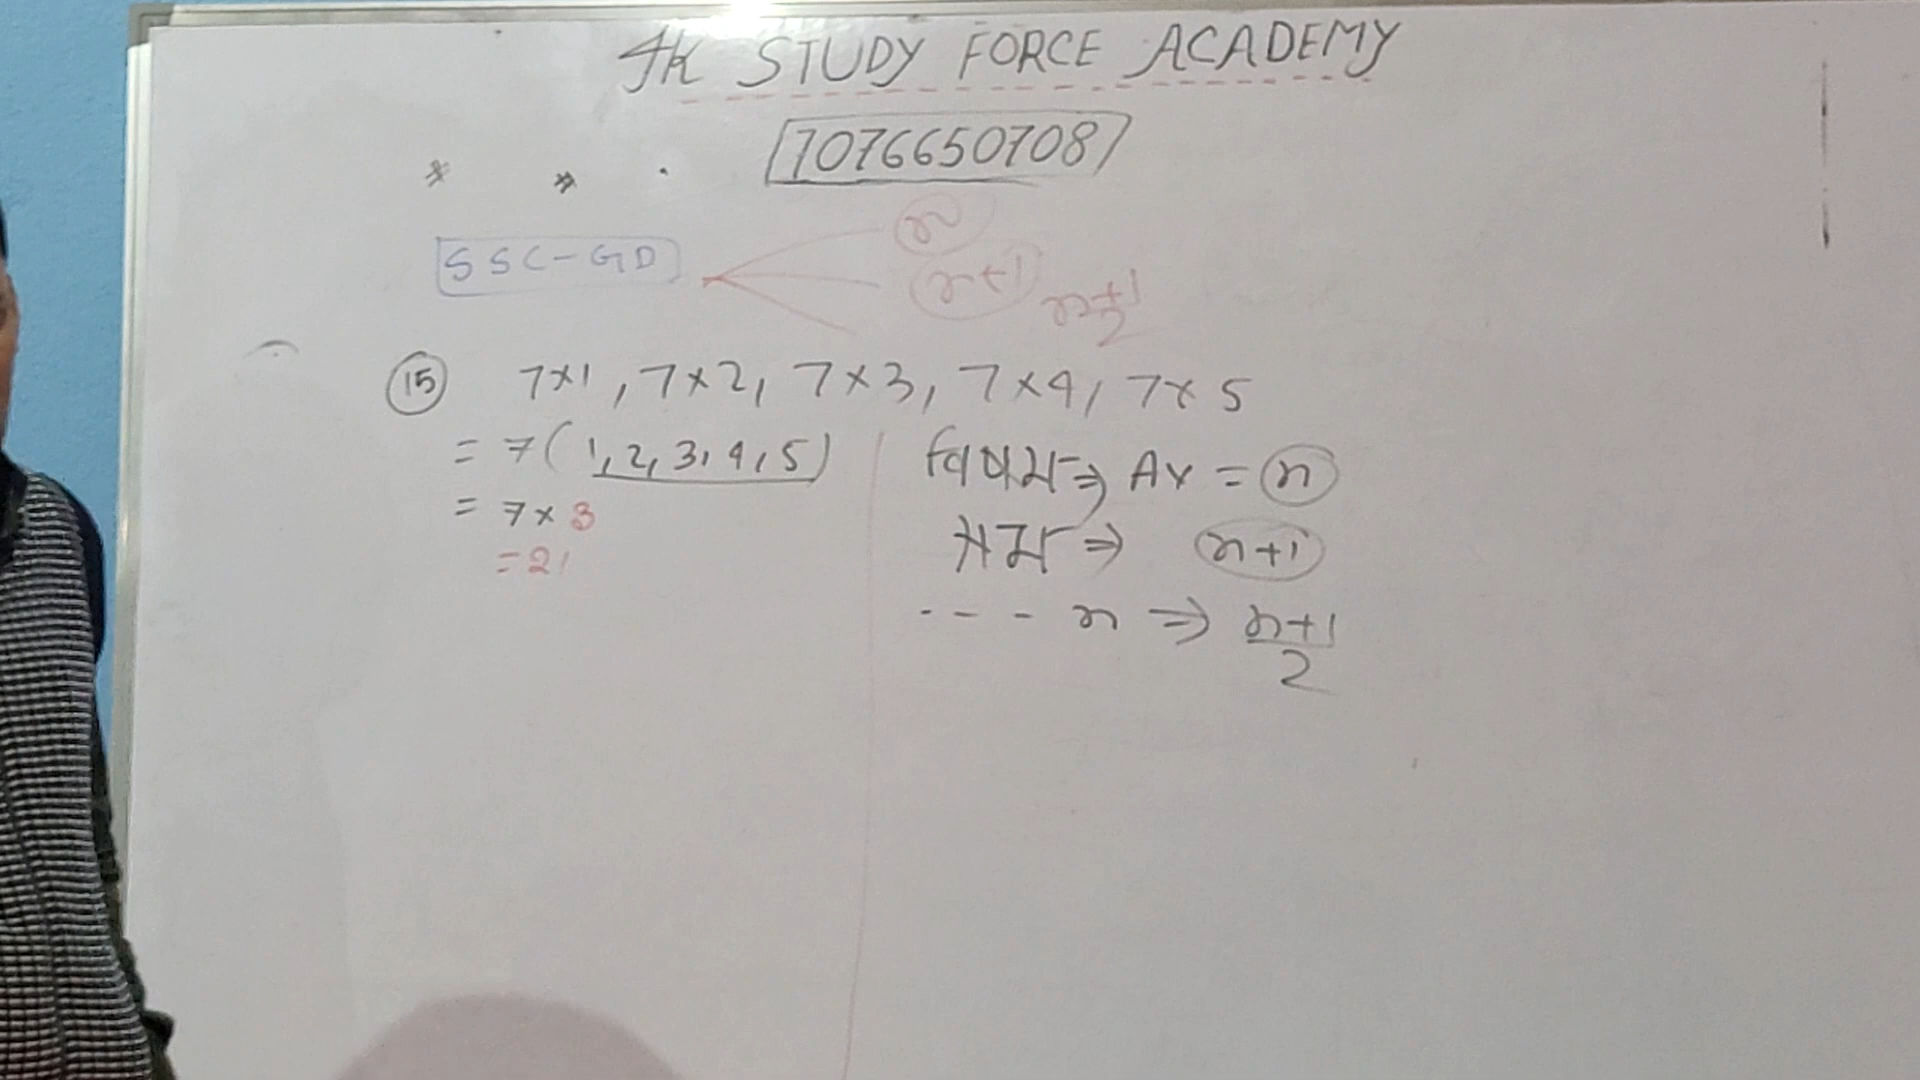 JK STUDY FORCE ACADEMY
7076650708
SSC-GD
n
n+1
n+1/2
15 7×1, 7×2, 7×3, 7×4, 7×5
= 7(1,2,3,4,5)
= 7×3
=21
विषम ⇒ Av = n
सम ⇒ n+1
---- n ⇒ n+1/2